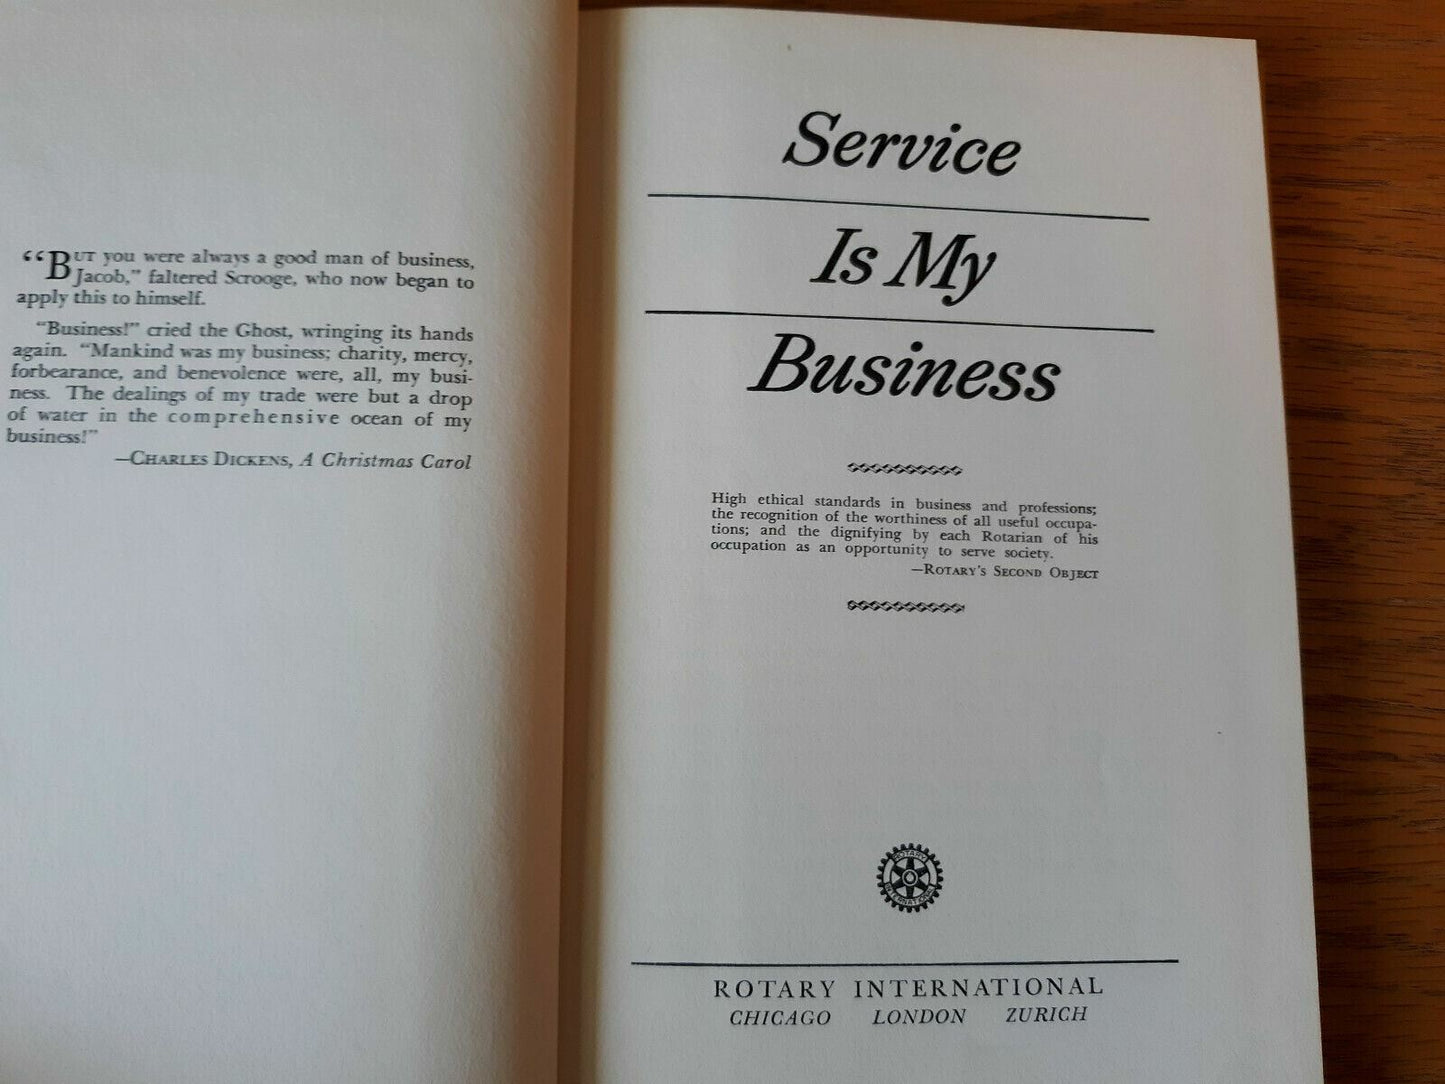 “BUT you were always a good man of business,
Jacob,” faltered Scrooge, who now began to
apply this to himself.
“Business!” cried the Ghost, wringing its hands
again. “Mankind was my business; charity, mercy,
forbearance, and benevolence were, all, my busi-
ness. The dealings of my trade were but a drop
of water in the comprehensive ocean of my
business!”
—CHARLES DICKENS, A Christmas Carol
Service
Is My
Business
High ethical standards in business and professions;
the recognition of the worthiness of all useful occupa-
tions; and the dignifying by each Rotarian of his
occupation as an opportunity to serve society.
—ROTARY'S SECOND OBJECT
ROTARY
INTERNATIONAL
ROTARY INTERNATIONAL
CHICAGO LONDON ZURICH